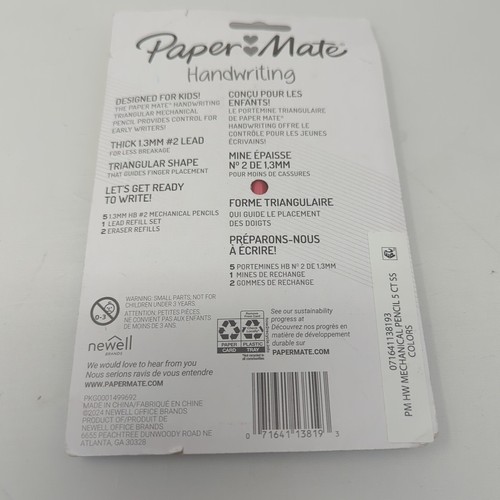 Paper Mate
Handwriting
DESIGNED FOR KIDS!
THE PAPER MATE® HANDWRITING
TRIANGULAR MECHANICAL
PENCIL PROVIDES CONTROL FOR
EARLY WRITERS!
THICK 1.3MM #2 LEAD
FOR LESS BREAKAGE
TRIANGULAR SHAPE
THAT GUIDES FINGER PLACEMENT
LET'S GET READY
TO WRITE!
5 1.3MM HB #2 MECHANICAL PENCILS
1 LEAD REFILL SET
2 ERASER REFILLS
CONÇU POUR LES
ENFANTS!
LE PORTEMINE TRIANGULAIRE
DE PAPER MATE®
HANDWRITING OFFRE LE
CONTRÔLE POUR LES JEUNES
ÉCRIVAINS!
MINE ÉPAISSE
Nº 2 DE 1,3MM
POUR MOINS DE CASSURES
FORME TRIANGULAIRE
QUI GUIDE LE PLACEMENT
DES DOIGTS
PRÉPARONS-NOUS
À ÉCRIRE!
5 PORTEMINES HB Nº 2 DE 1,3MM
1 MINES DE RECHANGE
2 GOMMES DE RECHANGE
0-3
WARNING: SMALL PARTS, NOT FOR
CHILDREN UNDER 3 YEARS.
ATTENTION: PETITES PIÈCES.
NE CONVIENT PAS AUX ENFANTS
DE MOINS DE 3 ANS.
newell
BRANDS
PAPER
CARD
PLASTIC
TRAY
See our sustainability
progress at
Découvrez nos progrès en
matière de développement
durable sur
PAPERMATE.COM
We would love to hear from you
Nous serions ravis de vous entendre
WWW.PAPERMATE.COM
PKG0001499692
MADE IN CHINA/FABRIQUÉ EN CHINE
©2024 NEWELL OFFICE BRANDS
PRODUCT OF/PRODUIT DE
NEWELL OFFICE BRANDS
6655 PEACHTREE DUNWOODY ROAD NE
ATLANTA, GA 30328
0 71641 13819 3
071641138193
PM HW MECHANICAL PENCIL 5 CT SS
COLORS